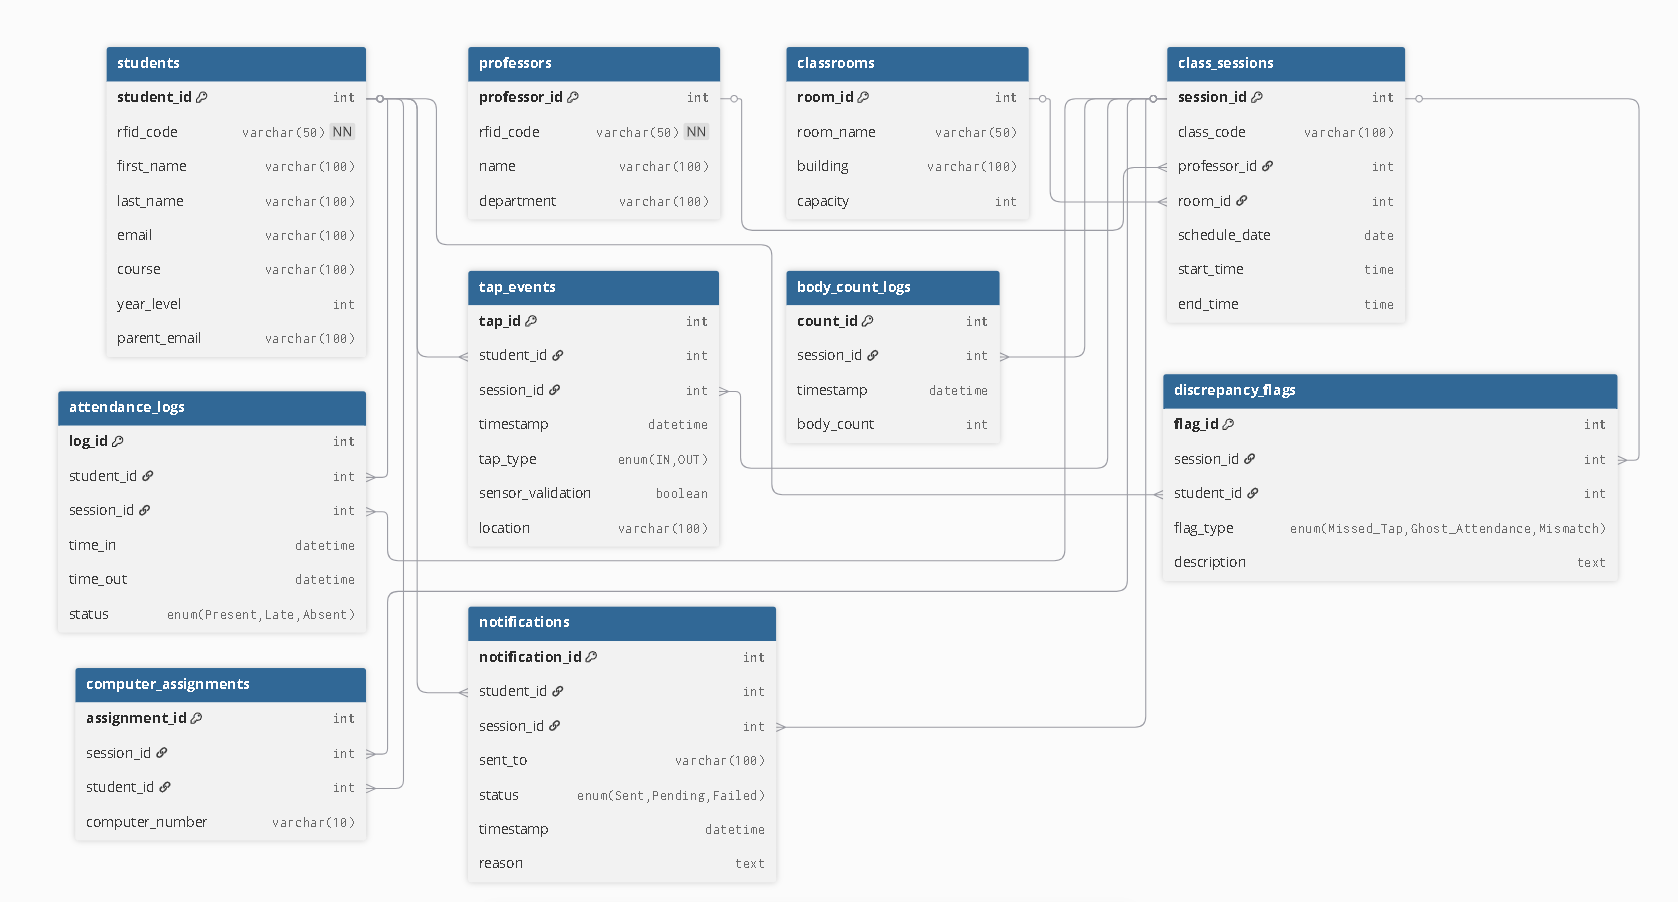 students
student_id int
rfid_code varchar(50) NN
first_name varchar(100)
last_name varchar(100)
email varchar(100)
course varchar(100)
year_level int
parent_email varchar(100)
professors
professor_id int
rfid_code varchar(50) NN
name varchar(100)
department varchar(100)
classrooms
room_id int
room_name varchar(50)
building varchar(100)
capacity int
class_sessions
session_id int
class_code varchar(100)
professor_id int
room_id int
schedule_date date
start_time time
end_time time
tap_events
tap_id int
student_id int
session_id int
timestamp datetime
tap_type enum(IN,OUT)
sensor_validation boolean
location varchar(100)
body_count_logs
count_id int
session_id int
timestamp datetime
body_count int
discrepancy_flags
flag_id int
session_id int
student_id int
flag_type enum(Missed_Tap,Ghost_Attendance,Mismatch)
description text
attendance_logs
log_id int
student_id int
session_id int
time_in datetime
time_out datetime
status enum(Present,Late,Absent)
notifications
notification_id int
student_id int
session_id int
sent_to varchar(100)
status enum(Sent,Pending,Failed)
timestamp datetime
reason text
computer_assignments
assignment_id int
session_id int
student_id int
computer_number varchar(10)